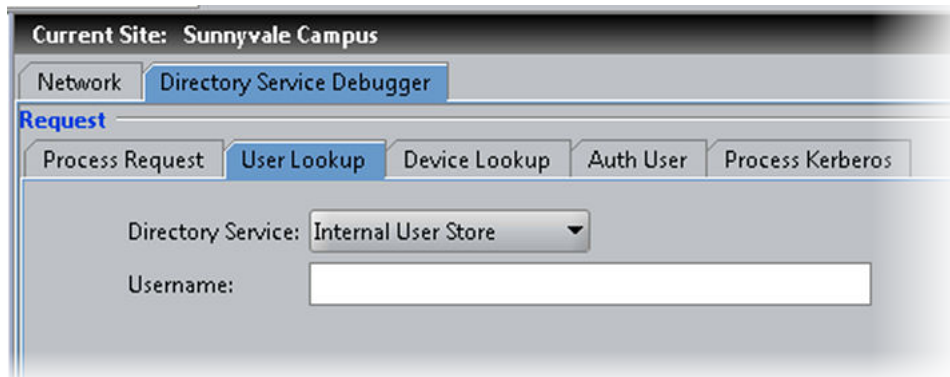 Current Site: Sunnyvale Campus
Network Directory Service Debugger
Request
Process Request User Lookup Device Lookup Auth User Process Kerberos
Directory Service: Internal User Store
Username: